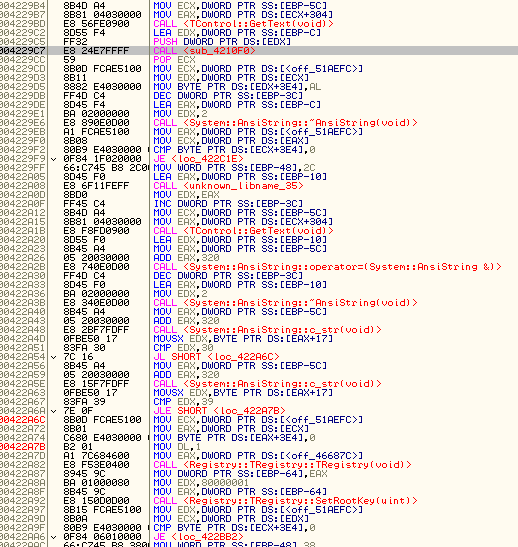 004229B4 8B4D A4 MOV ECX,DWORD PTR SS:[EBP-5C]
004229B7 8B81 04030000 MOV EAX,DWORD PTR DS:[ECX+304]
004229BD E8 56FE0900 CALL <TControl::GetText(void)>
004229C2 8D55 F4 LEA EDX,DWORD PTR SS:[EBP-C]
004229C5 FF32 PUSH DWORD PTR DS:[EDX]
004229C7 E8 24E7FFFF CALL <sub_4210F0>
004229CC 59 POP ECX
004229CD 8B0D FCAE5100 MOV ECX,DWORD PTR DS:[<off_51AEFC>]
004229D3 8B11 MOV EDX,DWORD PTR DS:[ECX]
004229D5 8882 E4030000 MOV BYTE PTR DS:[EDX+3E4],AL
004229DB FF4D C4 DEC DWORD PTR SS:[EBP-3C]
004229DE 8D45 F4 LEA EAX,DWORD PTR SS:[EBP-C]
004229E1 BA 02000000 MOV EDX,2
004229E6 E8 890E0D00 CALL <System::AnsiString::~AnsiString(void)>
004229EB A1 FCAE5100 MOV EAX,DWORD PTR DS:[<off_51AEFC>]
004229F0 8B08 MOV ECX,DWORD PTR DS:[EAX]
004229F2 80B9 E4030000 CMP BYTE PTR DS:[ECX+3E4],0
004229F9 0F84 1F020000 JE <loc_422C1E>
004229FF 66:C745 B8 2C00 MOV WORD PTR SS:[EBP-48],2C
00422A05 8D45 F0 LEA EAX,DWORD PTR SS:[EBP-10]
00422A08 E8 6F11FEFF CALL <unknown_libname_35>
00422A0D 8BD0 MOV EDX,EAX
00422A0F FF45 C4 INC DWORD PTR SS:[EBP-3C]
00422A12 8B4D A4 MOV ECX,DWORD PTR SS:[EBP-5C]
00422A15 8B81 04030000 MOV EAX,DWORD PTR DS:[ECX+304]
00422A1B E8 F8FD0900 CALL <TControl::GetText(void)>
00422A20 8D55 F0 LEA EDX,DWORD PTR SS:[EBP-10]
00422A23 8B45 A4 MOV EAX,DWORD PTR SS:[EBP-5C]
00422A26 05 20030000 ADD EAX,320
00422A2B E8 740E0D00 CALL <System::AnsiString::operator=(System::AnsiString &)>
00422A30 FF4D C4 DEC DWORD PTR SS:[EBP-3C]
00422A33 8D45 F0 LEA EAX,DWORD PTR SS:[EBP-10]
00422A36 BA 02000000 MOV EDX,2
00422A3B E8 340E0D00 CALL <System::AnsiString::~AnsiString(void)>
00422A40 8B45 A4 MOV EAX,DWORD PTR SS:[EBP-5C]
00422A43 05 20030000 ADD EAX,320
00422A48 E8 2BF7FDFF CALL <System::AnsiString::c_str(void)>
00422A4D 0FBE50 17 MOVSX EDX,BYTE PTR DS:[EAX+17]
00422A51 83FA 30 CMP EDX,30
00422A54 7C 16 JL SHORT <loc_422A6C>
00422A56 8B45 A4 MOV EAX,DWORD PTR SS:[EBP-5C]
00422A59 05 20030000 ADD EAX,320
00422A5E E8 15F7FDFF CALL <System::AnsiString::c_str(void)>
00422A63 0FBE50 17 MOVSX EDX,BYTE PTR DS:[EAX+17]
00422A67 83FA 39 CMP EDX,39
00422A6A 7E 0F JLE SHORT <loc_422A7B>
00422A6C 8B0D FCAE5100 MOV ECX,DWORD PTR DS:[<off_51AEFC>]
00422A72 8B01 MOV EAX,DWORD PTR DS:[ECX]
00422A74 C680 E4030000 0 MOV BYTE PTR DS:[EAX+3E4],0
00422A7B B2 01 MOV DL,1
00422A7D A1 7C684600 MOV EAX,DWORD PTR DS:[<off_46687C>]
00422A82 E8 F53E0400 CALL <Registry::TRegistry::TRegistry(void)>
00422A87 8945 9C MOV DWORD PTR SS:[EBP-64],EAX
00422A8A BA 01000080 MOV EDX,80000001
00422A8F 8B45 9C MOV EAX,DWORD PTR SS:[EBP-64]
00422A92 E8 150D0D00 CALL <Registry::TRegistry::SetRootKey(uint)>
00422A97 8B15 FCAE5100 MOV EDX,DWORD PTR DS:[<off_51AEFC>]
00422A9D 8B0A MOV ECX,DWORD PTR DS:[EDX]
00422A9F 80B9 E4030000 CMP BYTE PTR DS:[ECX+3E4],0
00422AA6 0F84 06010000 JE <loc_422BB2>